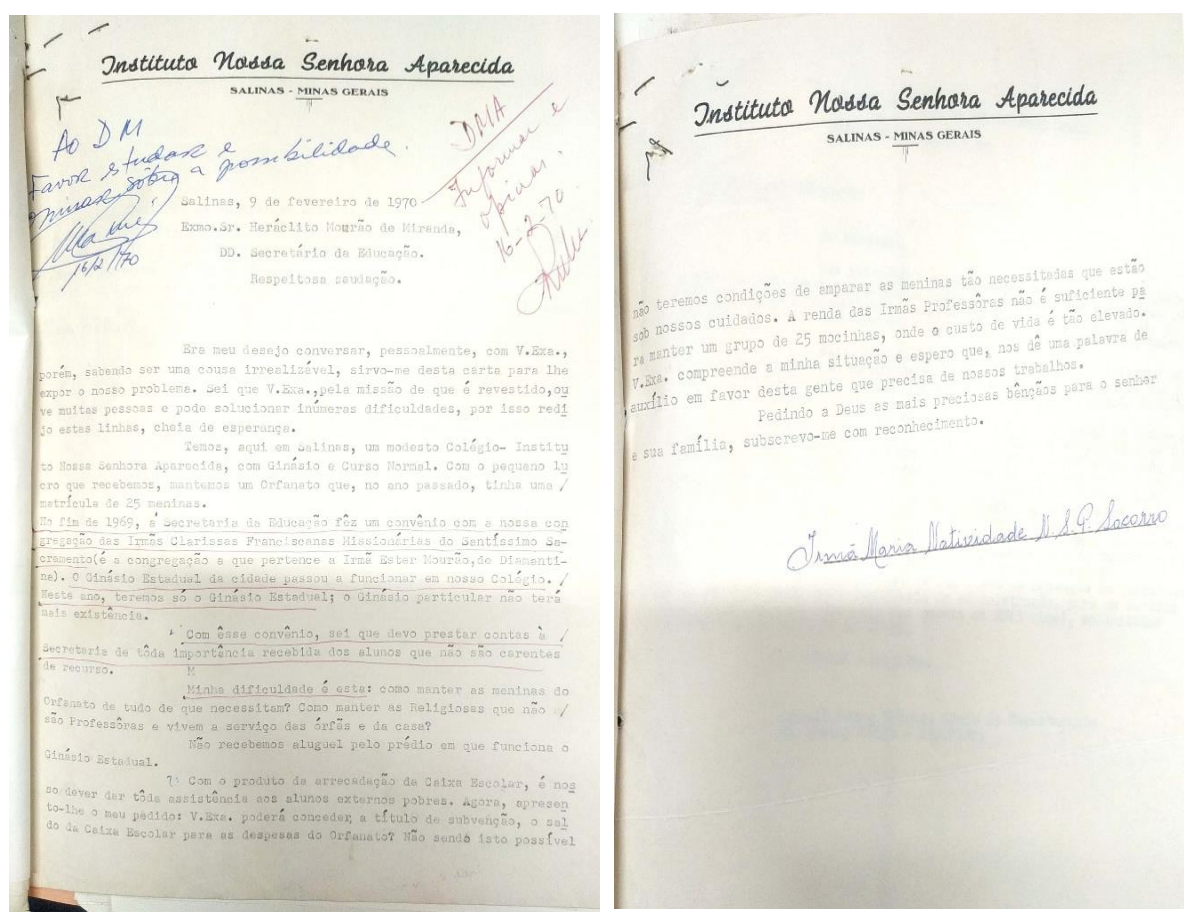 Instituto Nossa Senhora Aparecida
SALINAS - MINAS GERAIS
Ao DM
Favor estudar e
opinar sôbre a possibilidade.
16/2/70
DMA
Informar e
opinar.
16-2-70
Salinas, 9 de fevereiro de 1970
Exmo.Sr. Heráclito Mourão de Miranda,
DD. Secretário da Educação.
Respeitosa saudação.
Era meu desejo conversar, pessoalmente, com V.Exa.,
porém, sabendo ser uma cousa irrealizável, sirvo-me desta carta para lhe
expor o nosso problema. Sei que V.Exa.,pela missão de que é revestido,ou
ve muitas pessoas e pode solucionar inúmeras dificuldades, por isso redi
jo estas linhas, cheia de esperança.
Temos, aqui em Salinas, um modesto Colégio- Institu
to Nossa Senhora Aparecida, com Ginásio e Curso Normal. Com o pequeno lu
cro que recebemos, mantemos um Orfanato que, no ano passado, tinha uma /
matrícula de 25 meninas.
No fim de 1969, a Secretaria da Educação fêz um convênio com a nossa con
gregação das Irmãs Clarissas Franciscanas Missionárias do Santíssimo Sa-
cramento(é a congregação a que pertence a Irmã Ester Mourão,de Diamanti-
na). O Ginásio Estadual da cidade passou a funcionar em nosso Colégio. /
Neste ano, teremos só o Ginásio Estadual; o Ginásio particular não terá
mais existência.
Com êsse convênio, sei que devo prestar contas à /
Secretaria de tôda importância recebida dos alunos que não são carentes
de recurso. M
Minha dificuldade é esta: como manter as meninas do
Orfanato de tudo de que necessitam? Como manter as Religiosas que não /
são Professôras e vivem a serviço das órfãs e da casa?
Não recebemos aluguel pelo prédio em que funciona o
Ginásio Estadual.
Com o produto da arrecadação da Caixa Escolar, é nos
so dever dar tôda assistência aos alunos externos pobres. Agora, apresen
to-lhe o meu pedido: V.Exa. poderá conceder, a título de subvenção, o sal
do da Caixa Escolar para as despesas do Orfanato? Não sendo isto possível
Instituto Nossa Senhora Aparecida
SALINAS - MINAS GERAIS
não teremos condições de amparar as meninas tão necessitadas que estão
sob nossos cuidados. A renda das Irmãs Professôras não é suficiente pa
ra manter um grupo de 25 mocinhas, onde o custo de vida é tão elevado.
V.Exa. compreende a minha situação e espero que, nos dê uma palavra de
auxílio em favor desta gente que precisa de nossos trabalhos.
Pedindo a Deus as mais preciosas bênçãos para o senhor
e sua família, subscrevo-me com reconhecimento.
Irmã Maria Natividade N.S.P. Socorro